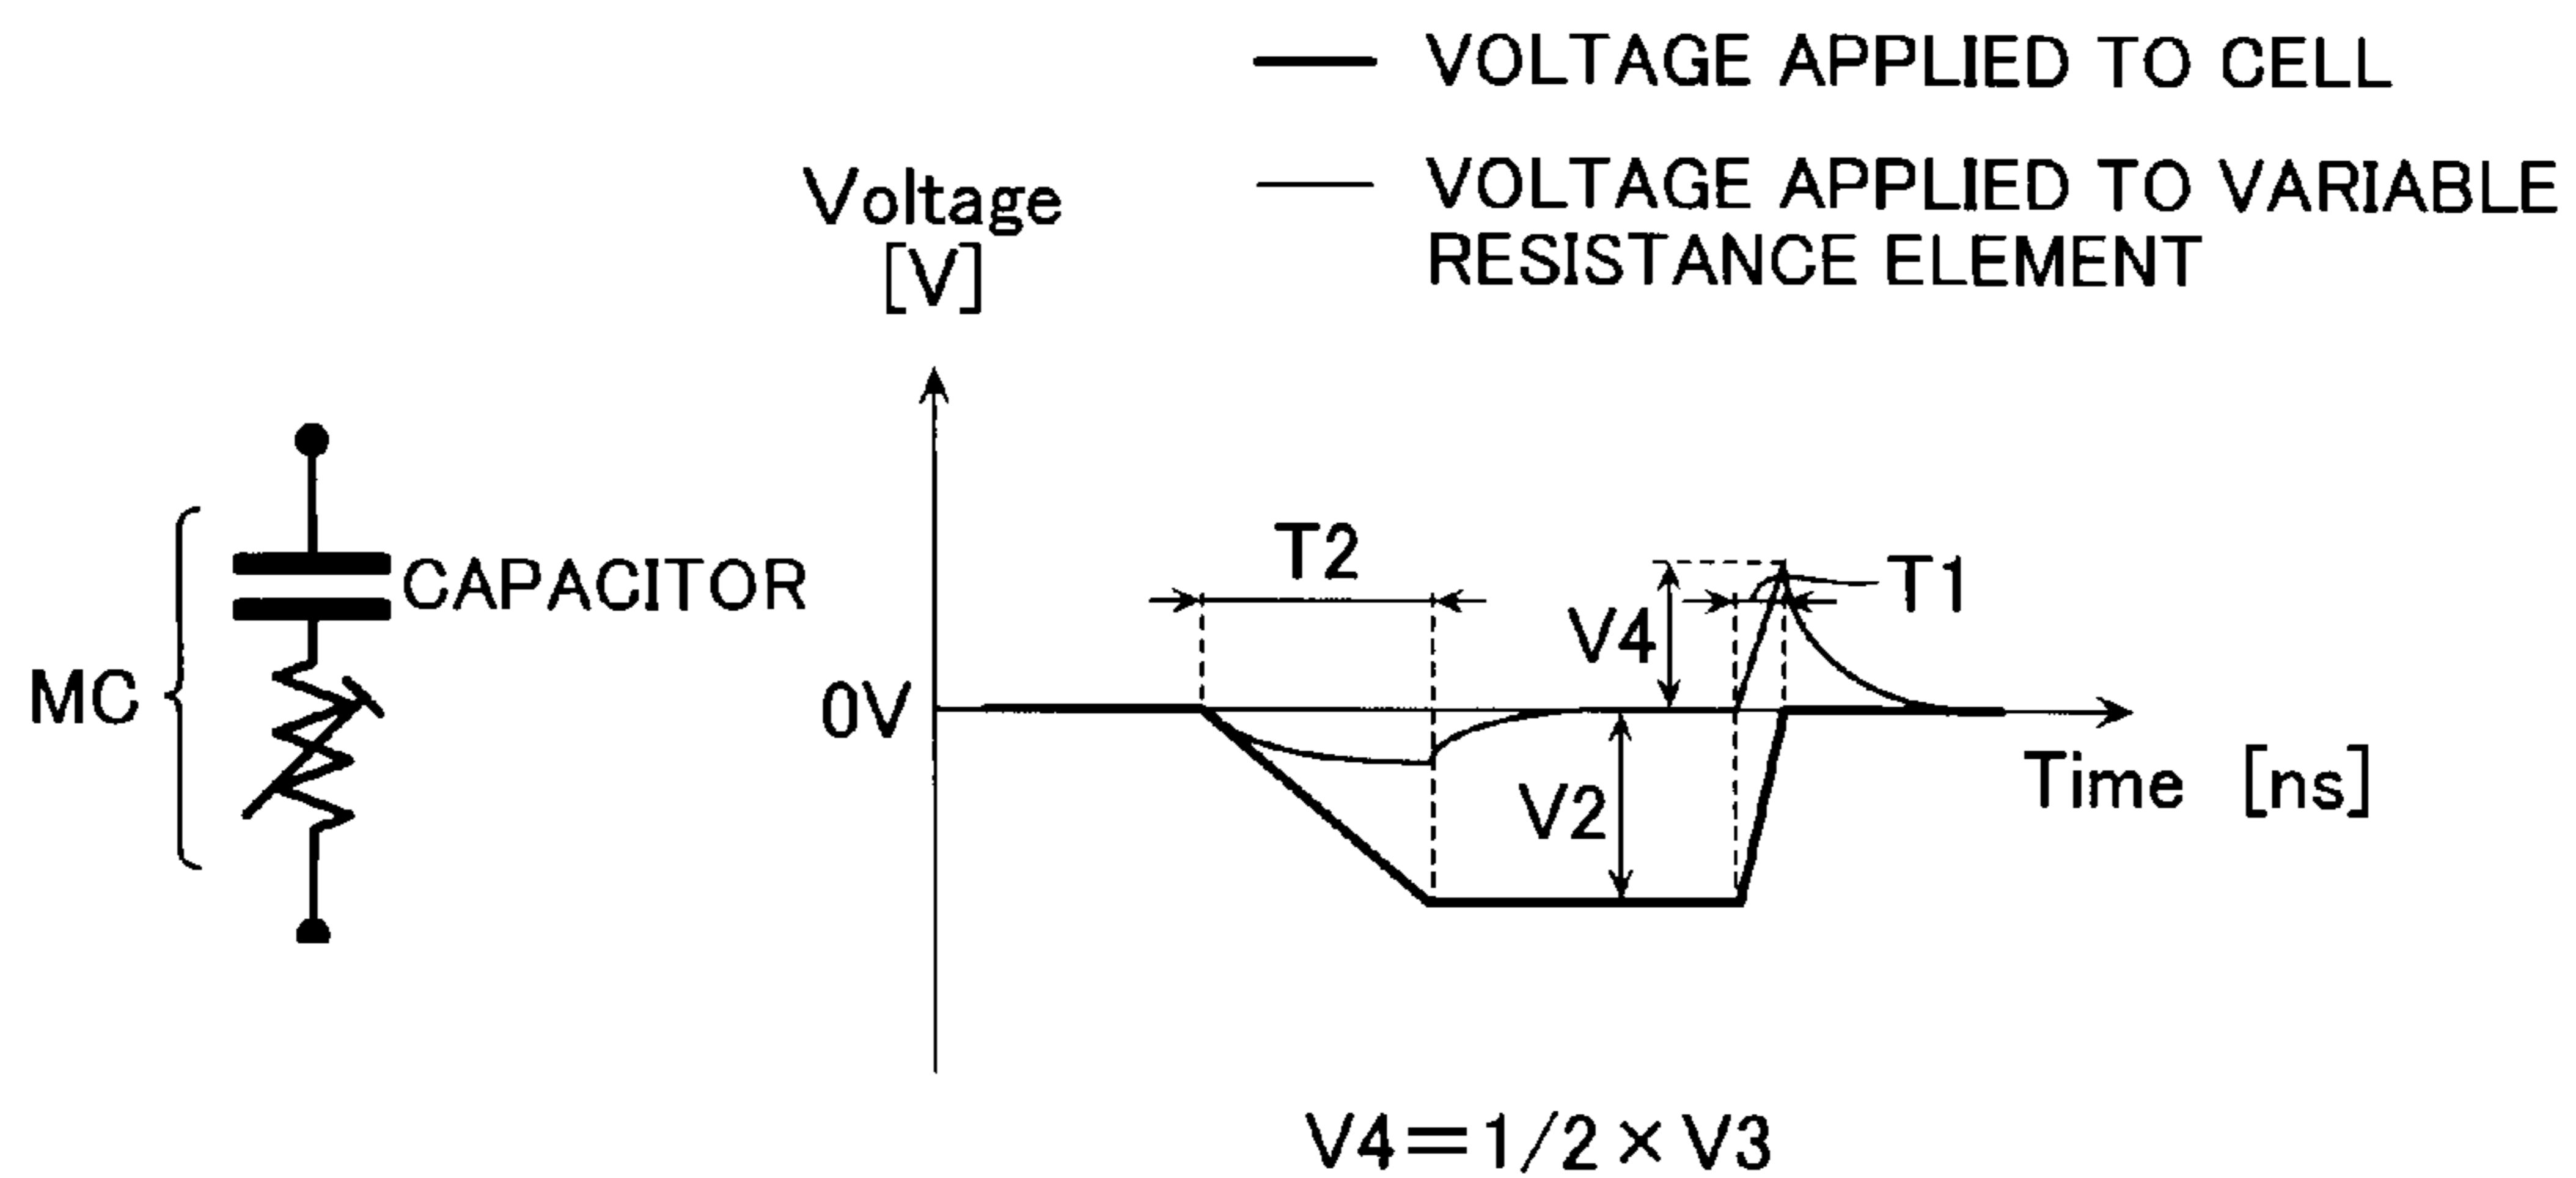 VOLTAGE APPLIED TO CELL
VOLTAGE APPLIED TO VARIABLE
RESISTANCE ELEMENT
Voltage
[V]
T2
T1
CAPACITOR
V4
MC
0V
V2
Time [ns]
V4=1/2×V3